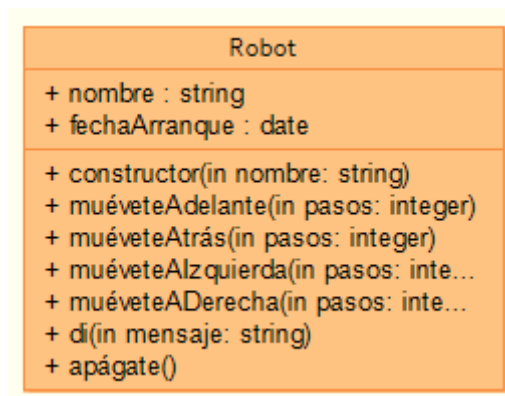 Robot
+ nombre : string
+ fechaArranque : date
+ constructor(in nombre: string)
+ muéveteAdelante(in pasos: integer)
+ muéveteAtrás(in pasos: integer)
+ muéveteAIzquierda(in pasos: inte...
+ muéveteADerecha(in pasos: inte...
+ di(in mensaje: string)
+ apágate()